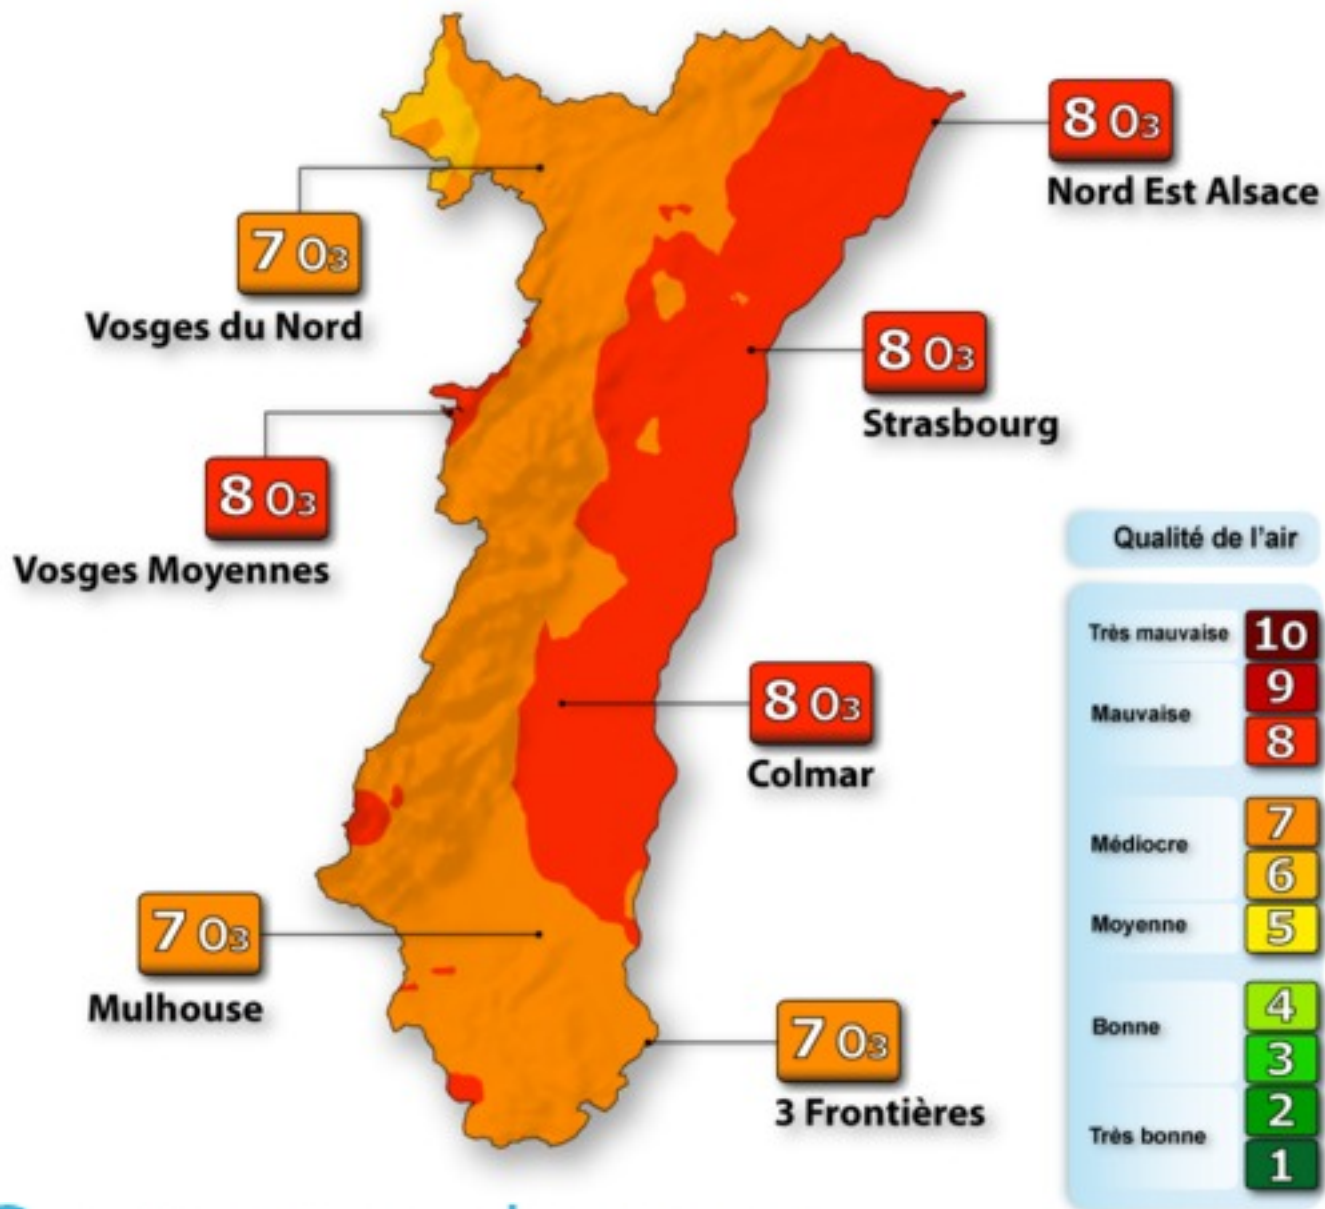 8 O3
Nord Est Alsace
7 O3
Vosges du Nord
8 O3
Strasbourg
8 O3
Vosges Moyennes
8 O3
Colmar
7 O3
Mulhouse
7 O3
3 Frontières
Qualité de l'air
Très mauvaise 10
9
Mauvaise
8
7
Médiocre
6
Moyenne 5
4
Bonne
3
2
Très bonne
1